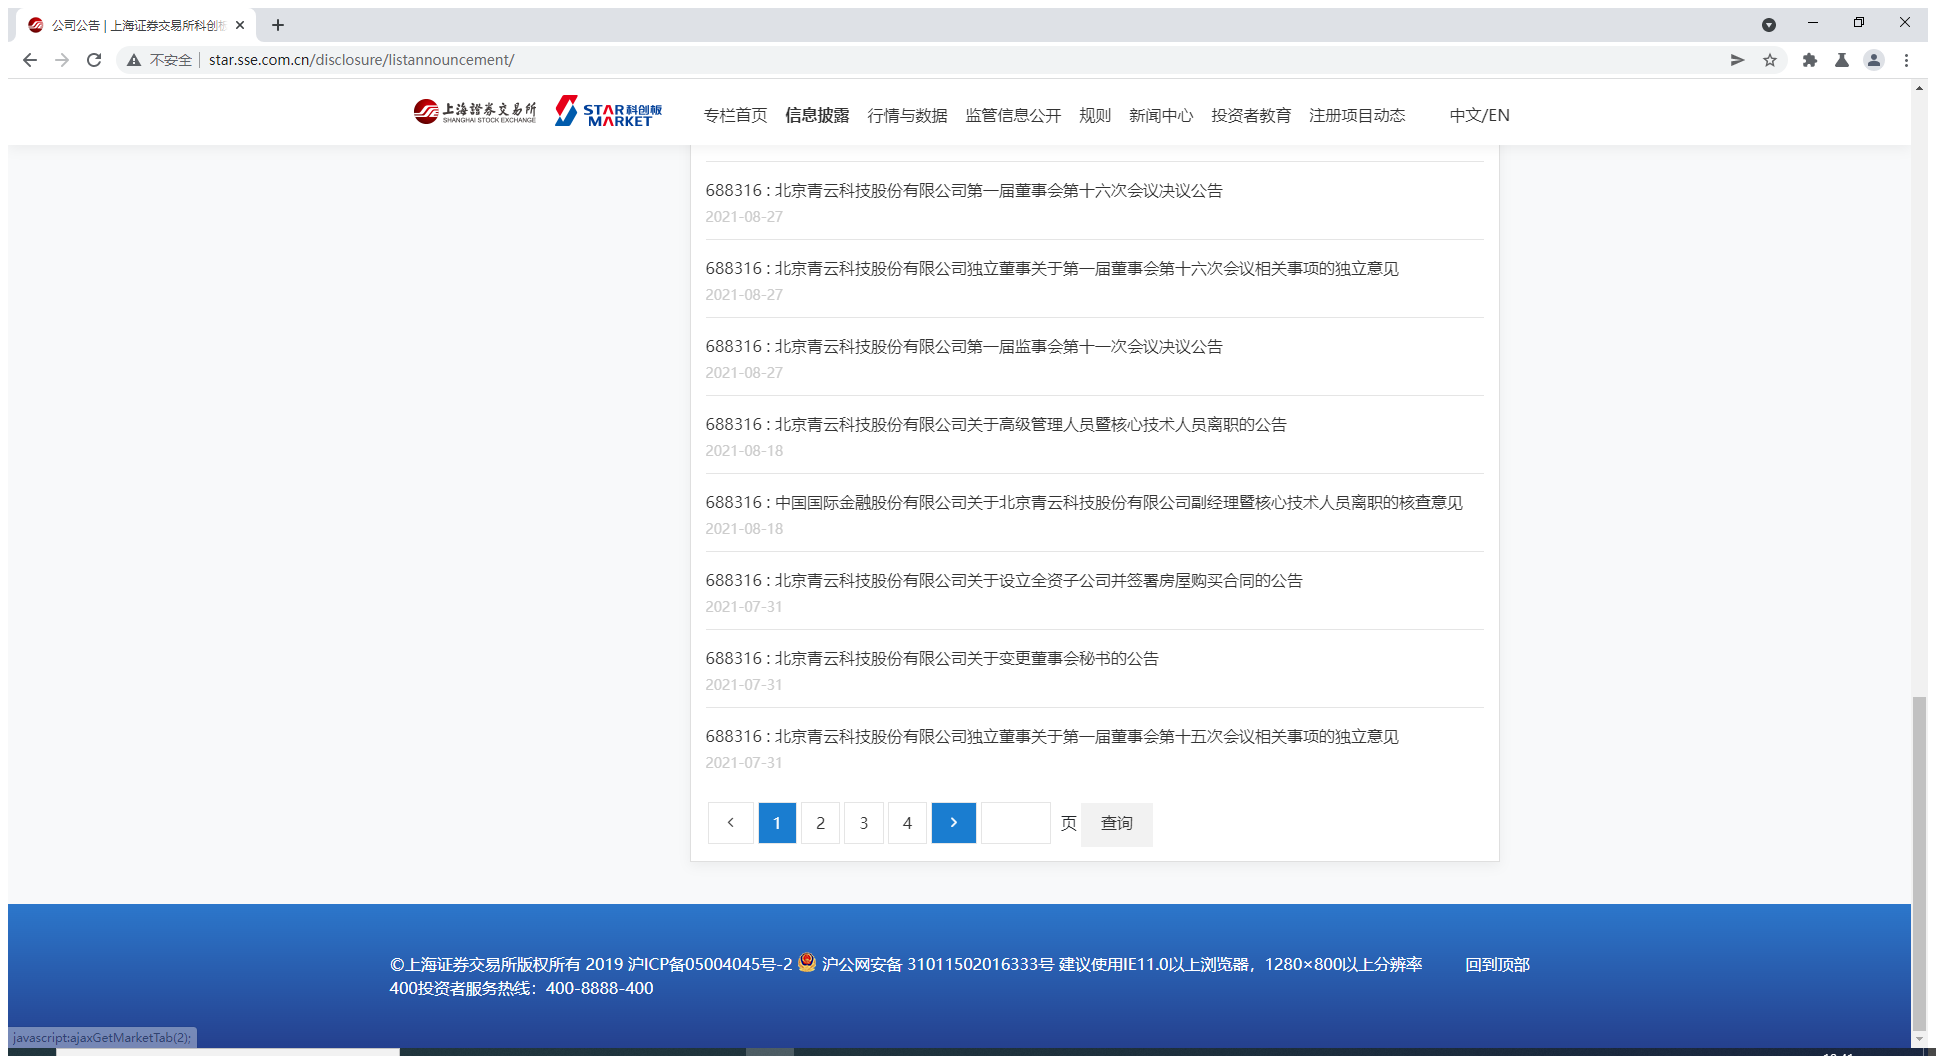 公司公告 | 上海证券交易所科创板
不安全 star.sse.com.cn/disclosure/listannouncement/
上海證券交易所 SHANGHAI STOCK EXCHANGE STAR科创板 MARKET 专栏首页 信息披露 行情与数据 监管信息公开 规则 新闻中心 投资者教育 注册项目动态 中文/EN
688316 : 北京青云科技股份有限公司第一届董事会第十六次会议决议公告
2021-08-27
688316 : 北京青云科技股份有限公司独立董事关于第一届董事会第十六次会议相关事项的独立意见
2021-08-27
688316 : 北京青云科技股份有限公司第一届监事会第十一次会议决议公告
2021-08-27
688316 : 北京青云科技股份有限公司关于高级管理人员暨核心技术人员离职的公告
2021-08-18
688316 : 中国国际金融股份有限公司关于北京青云科技股份有限公司副经理暨核心技术人员离职的核查意见
2021-08-18
688316 : 北京青云科技股份有限公司关于设立全资子公司并签署房屋购买合同的公告
2021-07-31
688316 : 北京青云科技股份有限公司关于变更董事会秘书的公告
2021-07-31
688316 : 北京青云科技股份有限公司独立董事关于第一届董事会第十五次会议相关事项的独立意见
2021-07-31
‹ 1 2 3 4 › 页 查询
©上海证券交易所版权所有 2019 沪ICP备05004045号-2 沪公网安备 31011502016333号 建议使用IE11.0以上浏览器，1280×800以上分辨率 回到顶部
400投资者服务热线：400-8888-400
javascript:ajaxGetMarketTab(2);